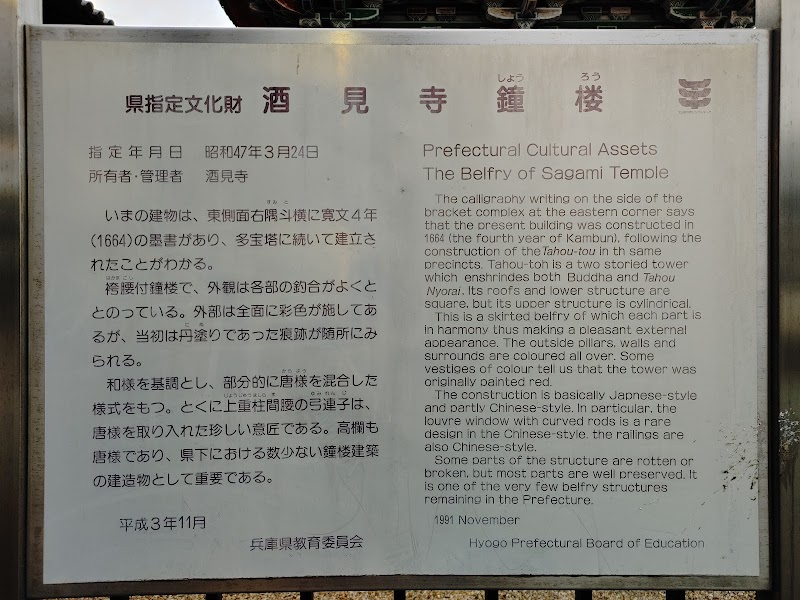 県指定文化財 酒見寺鐘楼
しょう ろう
指定年月日 昭和47年3月24日
所有者・管理者 酒見寺
いまの建物は、東側面右隅斗横に寛文4年
(1664)の墨書があり、多宝塔に続いて建立さ
れたことがわかる。
袴腰付鐘楼で、外観は各部の釣合がよくと
とのっている。外部は全面に彩色が施してあ
るが、当初は丹塗りであった痕跡が随所にみ
られる。
和様を基調とし、部分的に唐様を混合した
様式をもつ。とくに上重柱間腰の弓連子は、
唐様を取り入れた珍しい意匠である。高欄も
唐様であり、県下における数少ない鐘楼建築
の建造物として重要である。
平成3年11月
兵庫県教育委員会
Prefectural Cultural Assets
The Belfry of Sagami Temple
The calligraphy writing on the side of the
bracket complex at the eastern corner says
that the present building was constructed in
1664 (the fourth year of Kambun), following the
construction of the Tahou-tou in th same
precincts. Tahou-toh is a two storied tower
which enshrindes both Buddha and Tahou
Nyorai. Its roofs and lower structure are
square, but its upper structure is cylindrical.
This is a skirted belfry of which each part is
in harmony thus making a pleasant external
appearance. The outside pillars, walls and
surrounds are coloured all over. Some
vestiges of colour tell us that the tower was
originally painted red.
The construction is basically Japnese-style
and partly Chinese-style. In particular, the
louvre window with curved rods is a rare
design in the Chinese-style, the railings are
also Chinese-style.
Some parts of the structure are rotten or
broken, but most parts are well preserved. It
is one of the very few belfry structures
remaining in the Prefecture.
1991 November
Hyogo Prefectural Board of Education